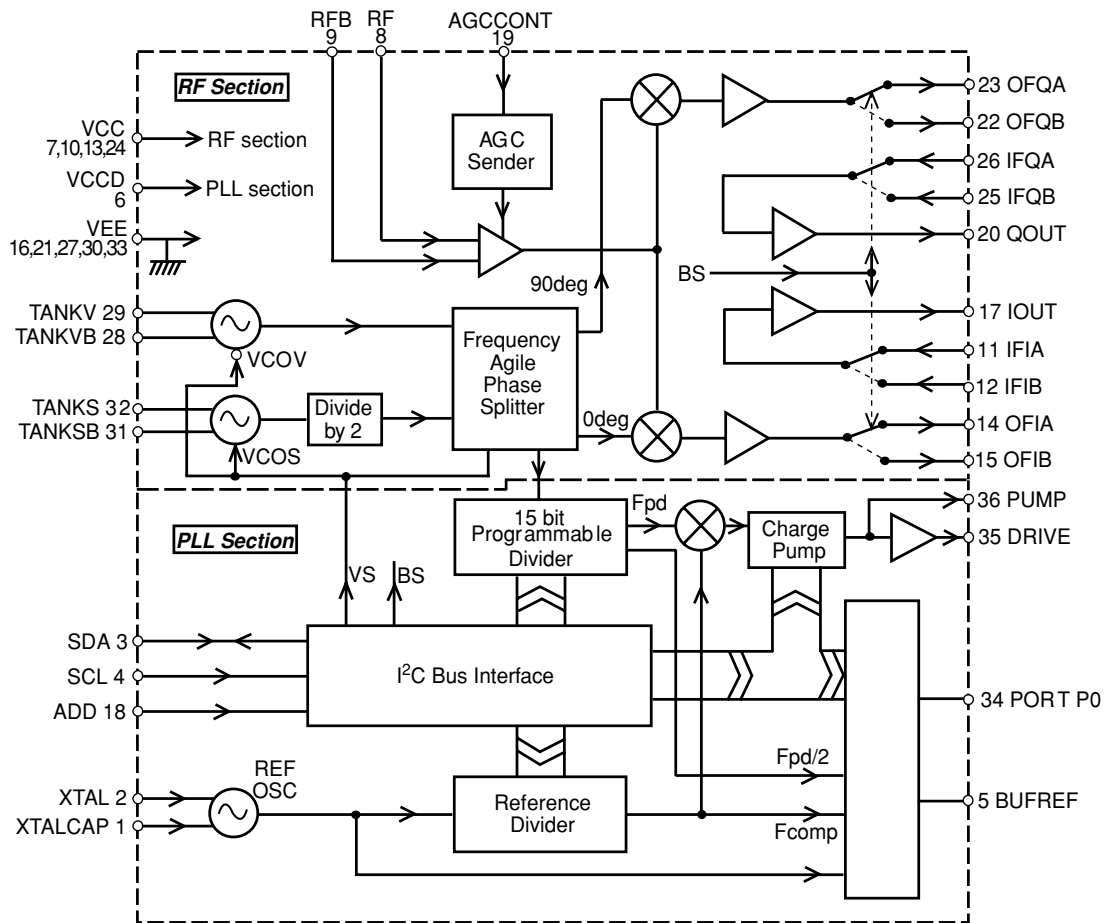 RFB
9
RF
8
AGCCONT
19
RF Section
VCC
7,10,13,24
RF section
VCCD
6
PLL section
VEE
16,21,27,30,33
AGC
Sender
23 OFQA
22 OFQB
26 IFQA
25 IFQB
20 QOUT
BS
90deg
TANKV 29
TANKVB 28
VCOV
Frequency
Agile
Phase
Splitter
17 IOUT
11 IFIA
12 IFIB
TANKS 32
TANKSB 31
VCOS
Divide
by 2
0deg
14 OFIA
15 OFIB
PLL Section
15 bit
Programmable
Divider
Fpd
Charge
Pump
36 PUMP
35 DRIVE
VS
BS
SDA 3
SCL 4
ADD 18
I²C Bus Interface
34 PORT P0
Fpd/2
REF
OSC
XTAL 2
XTALCAP 1
Reference
Divider
Fcomp
5 BUFREF